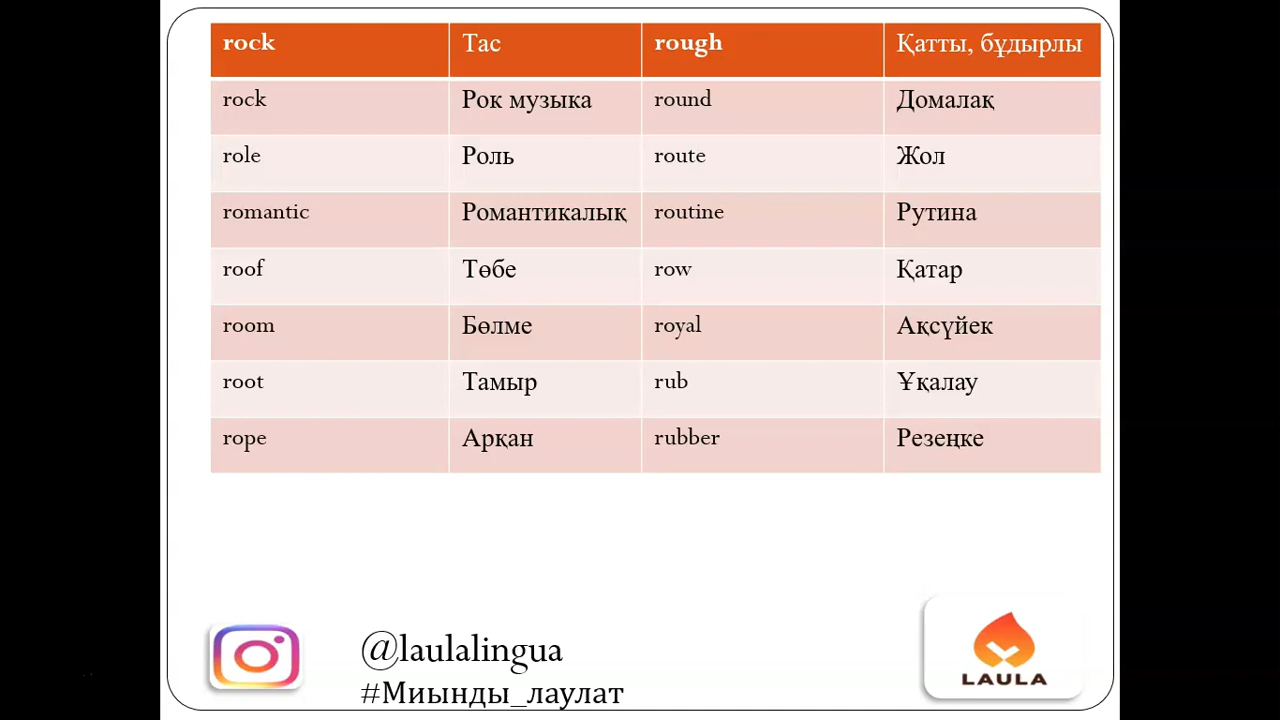 rock Тас rough Қатты, бұдырлы
rock Рок музыка round Домалақ
role Роль route Жол
romantic Романтикалық routine Рутина
roof Төбе row Қатар
room Бөлме royal Ақсүйек
root Тамыр rub Ұқалау
rope Арқан rubber Резеңке
@laulalingua
#Миынды_лаулат
LAULA